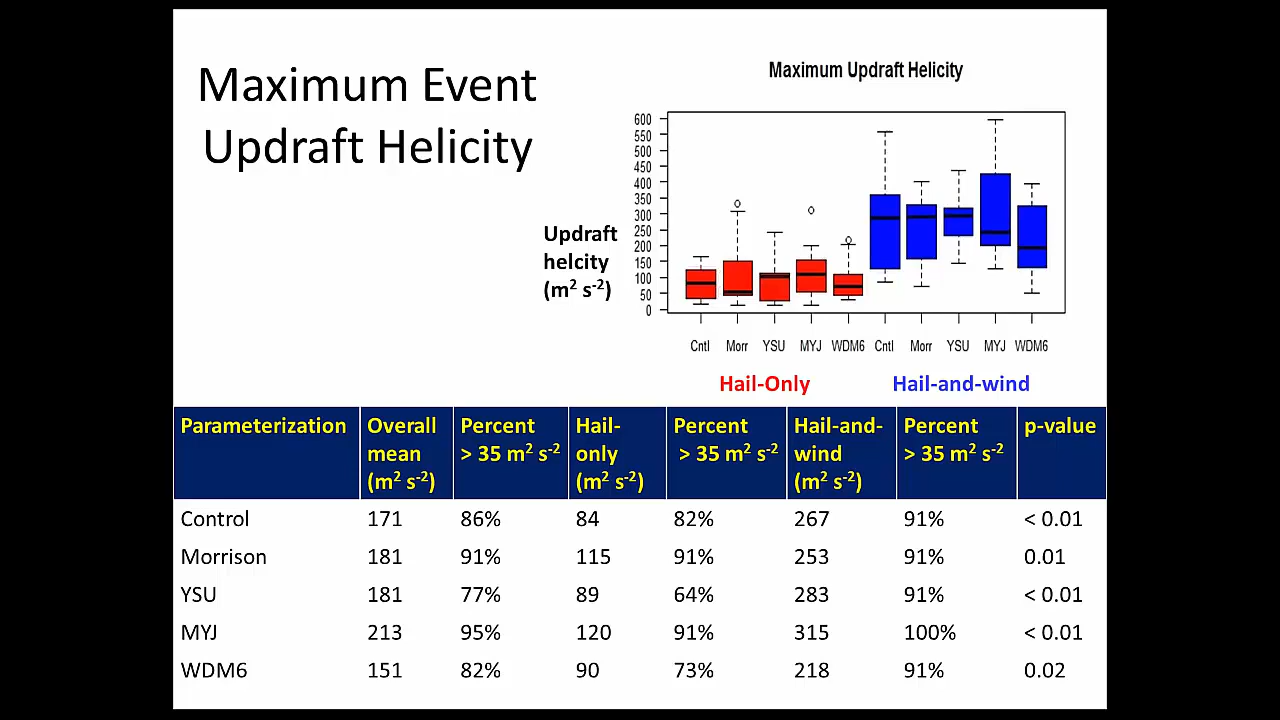 Maximum Event
Updraft Helicity
Maximum Updraft Helicity
600
550
500
450
400
350
300
250
200
150
100
50
0
Updraft
helcity
(m² s⁻²)
Cntl Morr YSU MYJ WDM6 Cntl Morr YSU MYJ WDM6
Hail-Only Hail-and-wind
Parameterization Overall mean (m² s⁻²) Percent > 35 m² s⁻² Hail-only (m² s⁻²) Percent > 35 m² s⁻² Hail-and-wind (m² s⁻²) Percent > 35 m² s⁻² p-value
Control 171 86% 84 82% 267 91% < 0.01
Morrison 181 91% 115 91% 253 91% 0.01
YSU 181 77% 89 64% 283 91% < 0.01
MYJ 213 95% 120 91% 315 100% < 0.01
WDM6 151 82% 90 73% 218 91% 0.02